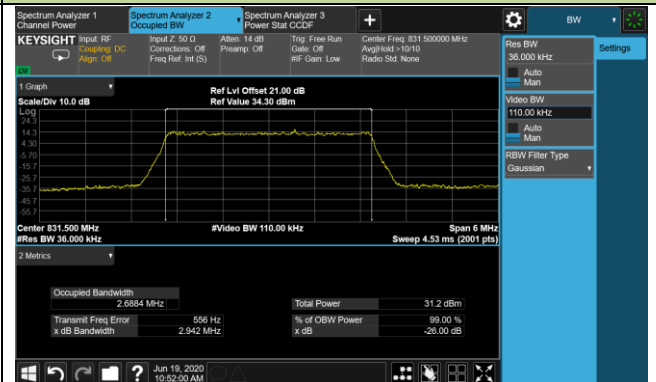 Spectrum Analyzer 1
Channel Power
Spectrum Analyzer 2
Occupied BW
Spectrum Analyzer 3
Power Stat CCDF
+
BW
KEYSIGHT
Input: RF
Coupling: DC
Align: Off
Input Z: 50 Ω
Corrections: Off
Freq Ref: Int (S)
Atten: 14 dB
Preamp: Off
Trig: Free Run
Gate: Off
#IF Gain: Low
Center Freq: 831.500000 MHz
Avg|Hold:>10/10
Radio Std: None
Res BW
36.000 kHz
Auto
Man
Settings
Video BW
110.00 kHz
Auto
Man
RBW Filter Type
Gaussian
1 Graph
Scale/Div 10.0 dB
Ref Lvl Offset 21.00 dB
Ref Value 34.30 dBm
Log
24.3
14.3
4.30
-5.70
-15.7
-25.7
-35.7
-45.7
-55.7
Center 831.500 MHz
#Res BW 36.000 kHz
#Video BW 110.00 kHz
Span 6 MHz
Sweep 4.53 ms (2001 pts)
2 Metrics
Occupied Bandwidth
2.6884 MHz
Transmit Freq Error 556 Hz
x dB Bandwidth 2.942 MHz
Total Power 31.2 dBm
% of OBW Power 99.00 %
x dB -26.00 dB
?
Jun 19, 2020
10:52:00 AM